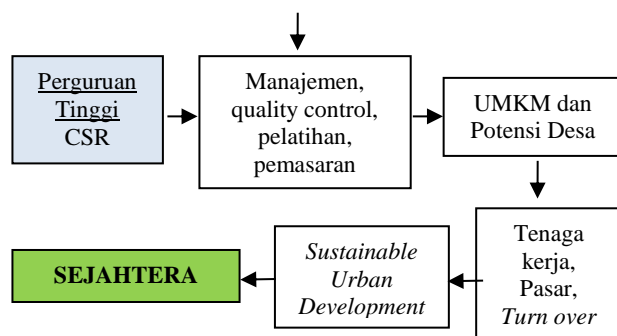 Perguruan
Tinggi
CSR
Manajemen,
quality control,
pelatihan,
pemasaran
UMKM dan
Potensi Desa
Tenaga
kerja,
Pasar,
Turn over
Sustainable
Urban
Development
SEJAHTERA